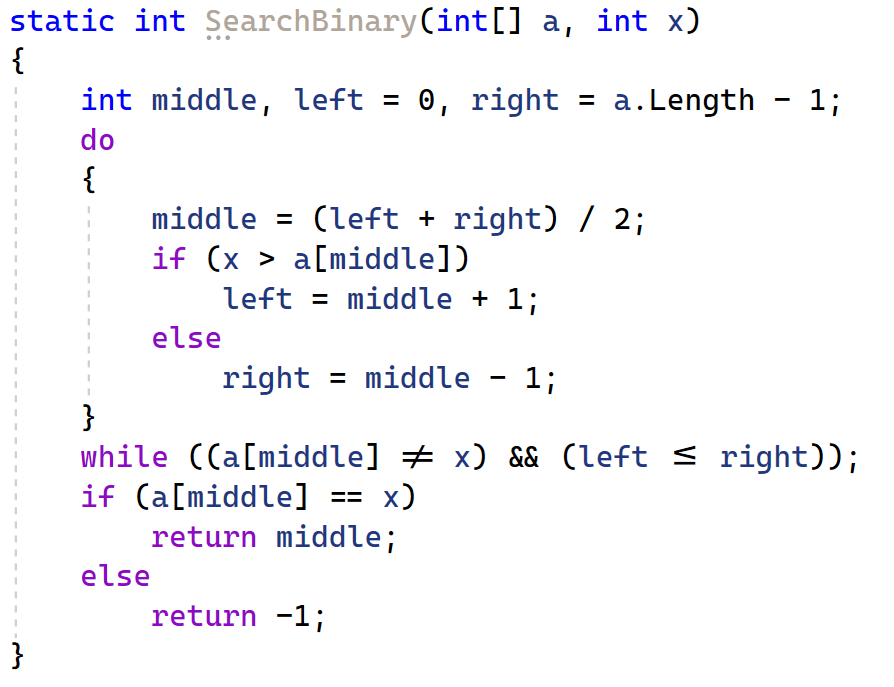 static int SearchBinary(int[] a, int x)
{
    int middle, left = 0, right = a.Length - 1;
    do
    {
        middle = (left + right) / 2;
        if (x > a[middle])
            left = middle + 1;
        else
            right = middle - 1;
    }
    while ((a[middle] ≠ x) && (left ≤ right));
    if (a[middle] == x)
        return middle;
    else
        return -1;
}